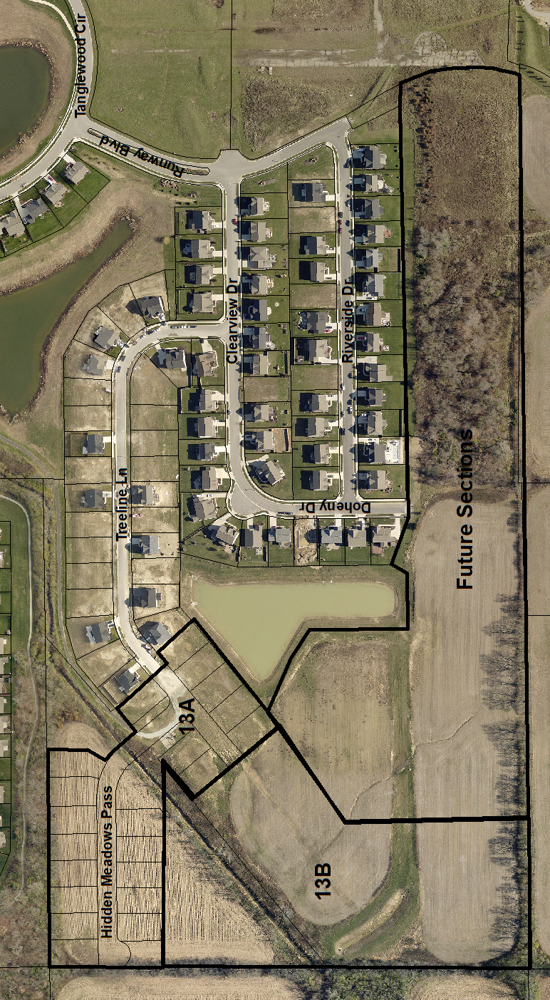 Tanglewood Cir
Runway Blvd
Clearview Dr
Riverside Dr
Treeline Ln
Doheny Dr
Future Sections
13A
Hidden Meadows Pass
13B